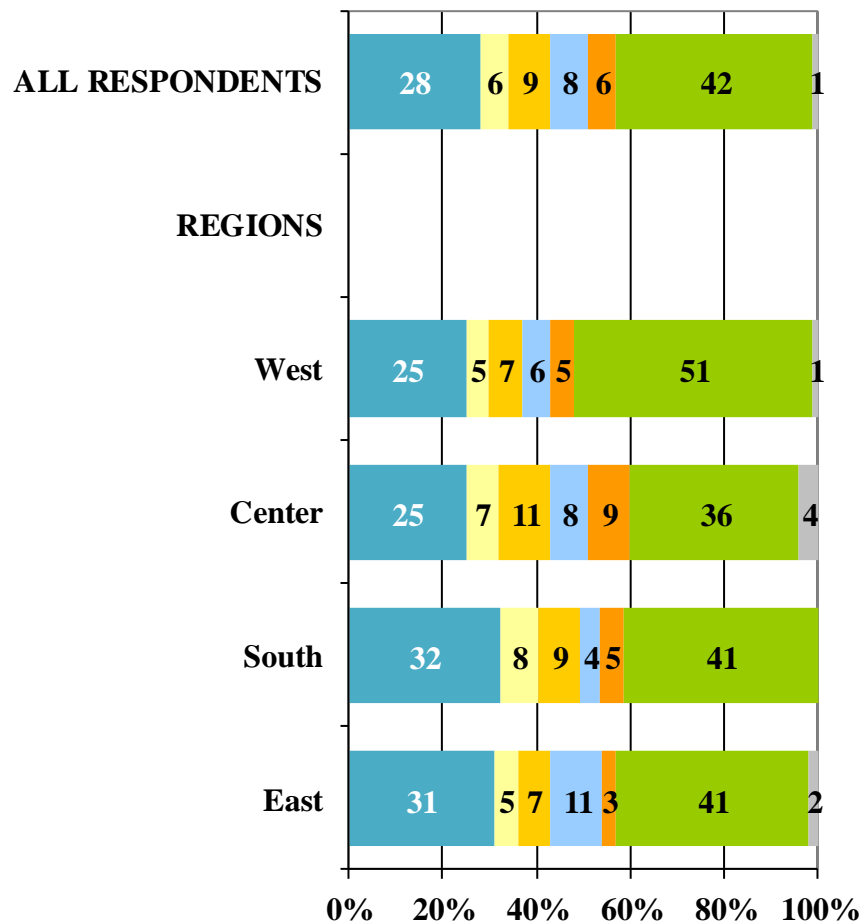 ALL RESPONDENTS 28 6 9 8 6 42 1
REGIONS
West 25 5 7 6 5 51 1
Center 25 7 11 8 9 36 4
South 32 8 9 4 5 41
East 31 5 7 11 3 41 2
0% 20% 40% 60% 80% 100%